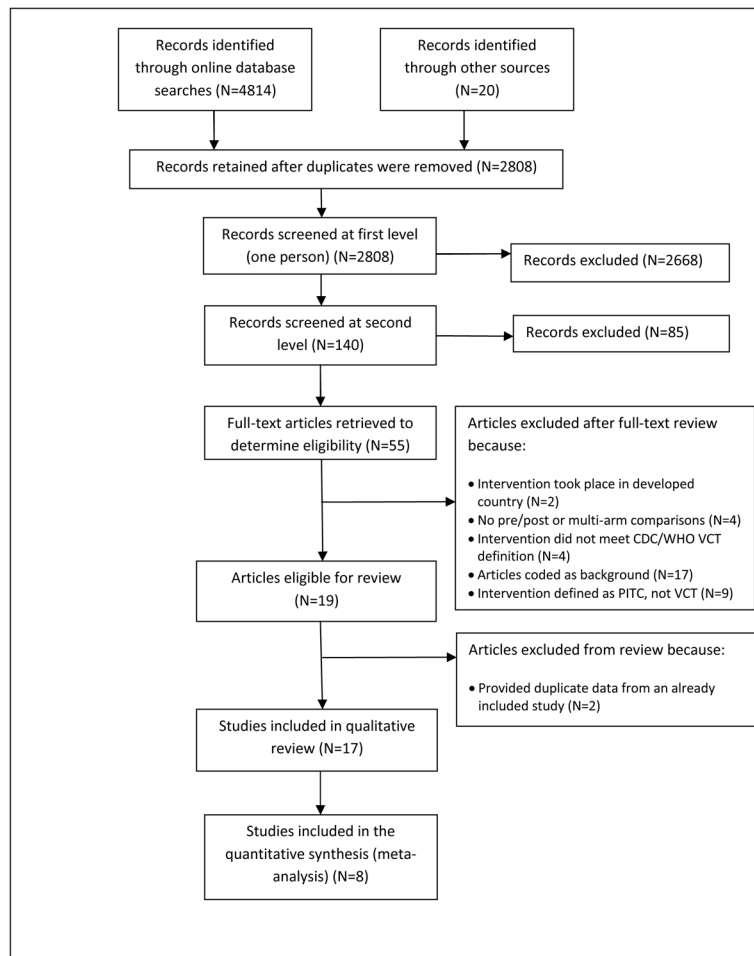 Records identified
through online database
searches (N=4814)
Records identified
through other sources
(N=20)
Records retained after duplicates were removed (N=2808)
Records screened at first level
(one person) (N=2808)
Records excluded (N=2668)
Records screened at second
level (N=140)
Records excluded (N=85)
Full-text articles retrieved to
determine eligibility (N=55)
Articles excluded after full-text review
because:
• Intervention took place in developed
country (N=2)
• No pre/post or multi-arm comparisons (N=4)
• Intervention did not meet CDC/WHO VCT
definition (N=4)
• Articles coded as background (N=17)
• Intervention defined as PITC, not VCT (N=9)
Articles eligible for review
(N=19)
Articles excluded from review because:
• Provided duplicate data from an already
included study (N=2)
Studies included in qualitative
review (N=17)
Studies included in the
quantitative synthesis (meta-
analysis) (N=8)